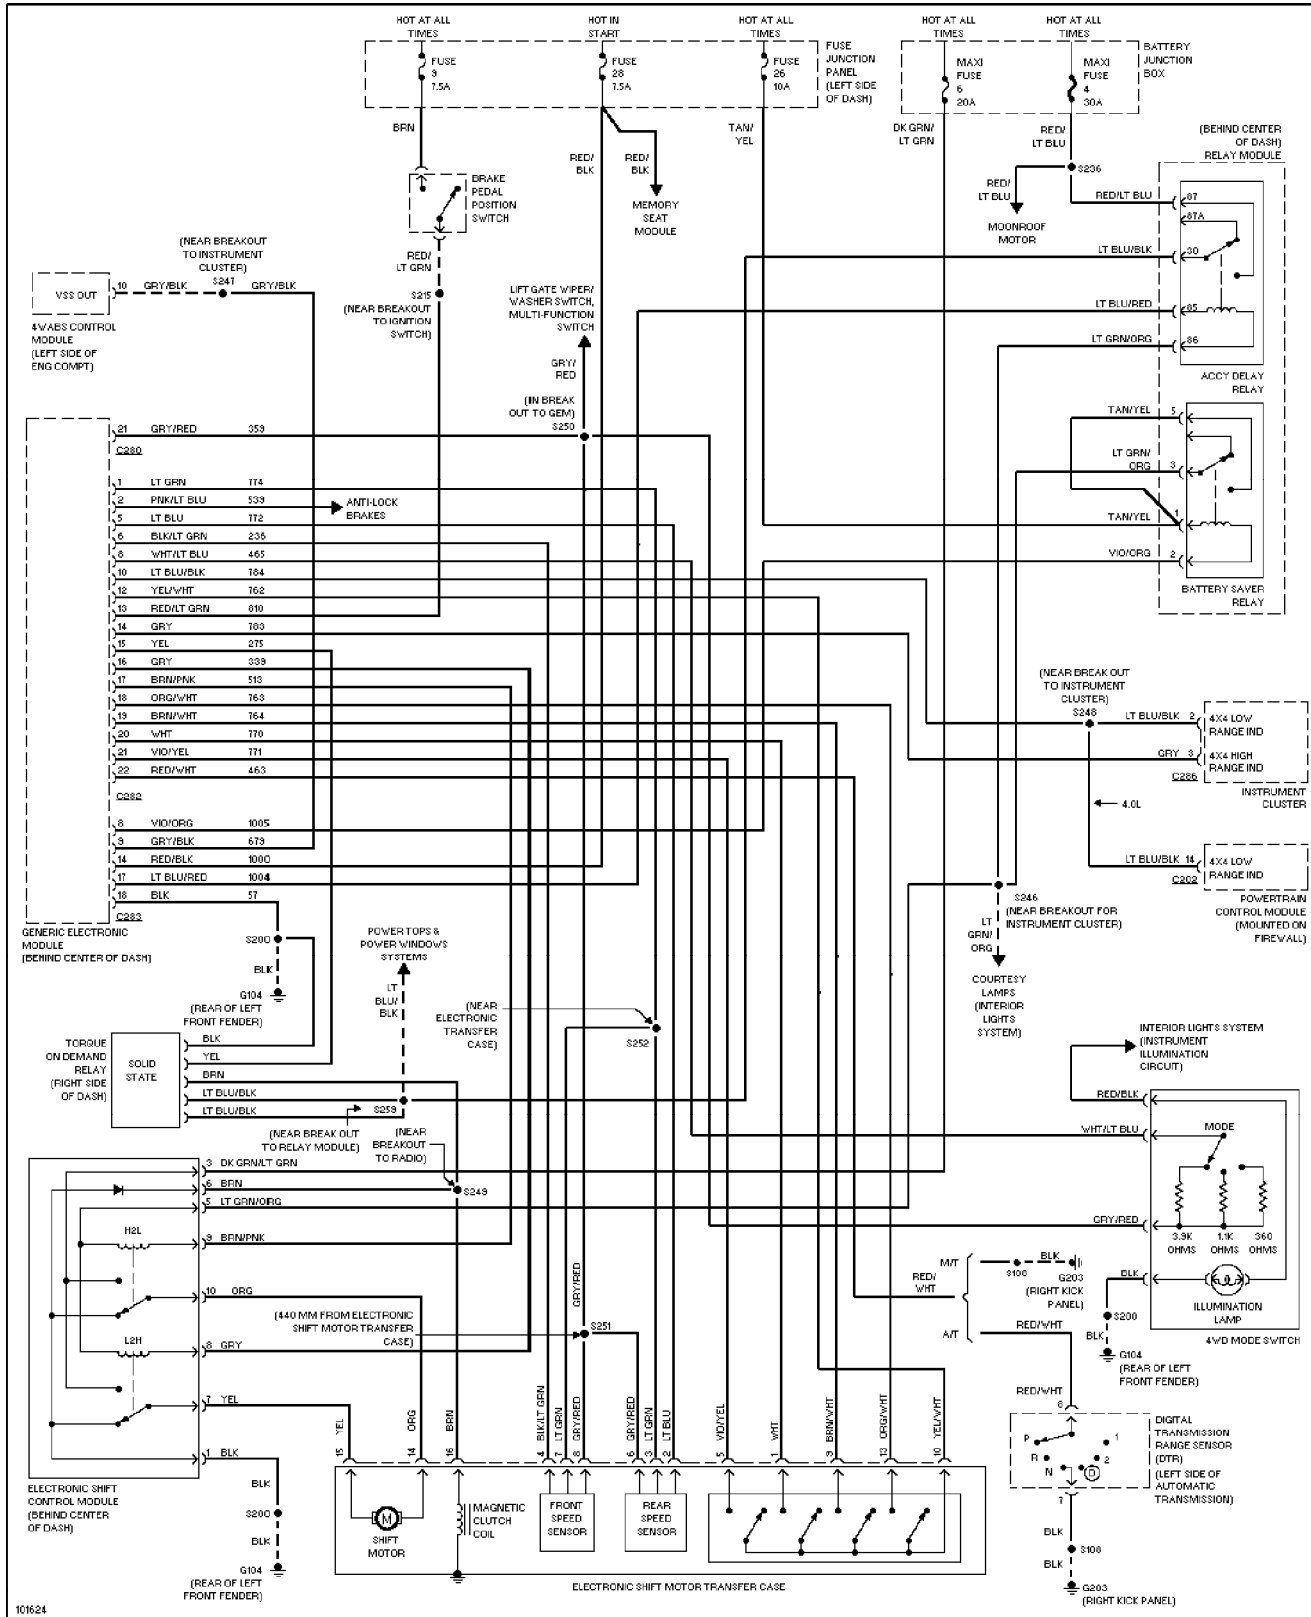 HOT AT ALL
TIMES
HOT IN
START
HOT AT ALL
TIMES
HOT AT ALL
TIMES
HOT AT ALL
TIMES
FUSE
9
7.5A
FUSE
28
7.5A
FUSE
26
10A
FUSE
JUNCTION
PANEL
(LEFT SIDE
OF DASH)
MAXI
FUSE
6
20A
MAXI
FUSE
4
30A
BATTERY
JUNCTION
BOX
BRN
RED/
BLK
RED/
BLK
TAN/
YEL
DK GRN/
LT GRN
RED/
LT BLU
(BEHIND CENTER
OF DASH)
RELAY MODULE
BRAKE
PEDAL
POSITION
SWITCH
MEMORY
SEAT
MODULE
S236
RED/
LT BLU
MOONROOF
MOTOR
RED/LT BLU
87
87A
LT BLU/BLK
30
LT BLU/RED
85
LT GRN/ORG
86
ACCY DELAY
RELAY
(NEAR BREAKOUT
TO INSTRUMENT
CLUSTER)
S247
RED/
LT GRN
VSS OUT
10
GRY/BLK
GRY/BLK
S215
(NEAR BREAKOUT
TO IGNITION
SWITCH)
4WABS CONTROL
MODULE
(LEFT SIDE OF
ENG COMPT)
LIFT GATE WIPER/
WASHER SWITCH,
MULTI-FUNCTION
SWITCH
GRY/
RED
(IN BREAK
OUT TO GEM)
S250
TAN/YEL
5
LT GRN/
ORG
3
TAN/YEL
1
VIO/ORG
2
BATTERY SAVER
RELAY
21 GRY/RED 359
C280
1 LT GRN 774
2 PNK/LT BLU 539
ANTI-LOCK
BRAKES
5 LT BLU 772
6 BLK/LT GRN 236
8 WHT/LT BLU 465
10 LT BLU/BLK 784
12 YEL/WHT 762
13 RED/LT GRN 810
14 GRY 783
15 YEL 275
16 GRY 339
17 BRN/PNK 513
18 ORG/WHT 763
19 BRN/WHT 764
20 WHT 770
21 VIO/YEL 771
22 RED/WHT 463
C282
8 VIO/ORG 1005
9 GRY/BLK 679
14 RED/BLK 1000
17 LT BLU/RED 1004
18 BLK 57
C283
GENERIC ELECTRONIC
MODULE
(BEHIND CENTER OF DASH)
(NEAR BREAK OUT
TO INSTRUMENT
CLUSTER)
S248
LT BLU/BLK 2
4X4 LOW
RANGE IND
GRY 3
4X4 HIGH
RANGE IND
C286
INSTRUMENT
CLUSTER
4.0L
LT BLU/BLK 14
4X4 LOW
RANGE IND
C202
POWERTRAIN
CONTROL MODULE
(MOUNTED ON
FIREWALL)
S246
(NEAR BREAKOUT FOR
INSTRUMENT CLUSTER)
LT
GRN/
ORG
COURTESY
LAMPS
(INTERIOR
LIGHTS
SYSTEM)
S200
BLK
G104
(REAR OF LEFT
FRONT FENDER)
POWER TOPS &
POWER WINDOWS
SYSTEMS
LT
BLU/
BLK
(NEAR
ELECTRONIC
TRANSFER
CASE)
S252
TORQUE
ON DEMAND
RELAY
(RIGHT SIDE
OF DASH)
SOLID
STATE
BLK
YEL
BRN
LT BLU/BLK
LT BLU/BLK
S259
(NEAR BREAK OUT
TO RELAY MODULE)
(NEAR
BREAKOUT
TO RADIO)
S249
INTERIOR LIGHTS SYSTEM
(INSTRUMENT
ILLUMINATION
CIRCUIT)
RED/BLK
WHT/LT BLU
MODE
GRY/RED
3.9K
OHMS
1.1K
OHMS
360
OHMS
BLK
ILLUMINATION
LAMP
S200
BLK
G104
(REAR OF LEFT
FRONT FENDER)
4WD MODE SWITCH
3 DK GRN/LT GRN
6 BRN
5 LT GRN/ORG
H2L
9 BRN/PNK
10 ORG
L2H
8 GRY
7 YEL
1 BLK
BLK
S200
BLK
G104
(REAR OF LEFT
FRONT FENDER)
ELECTRONIC SHIFT
CONTROL MODULE
(BEHIND CENTER
OF DASH)
(440 MM FROM ELECTRONIC
SHIFT MOTOR TRANSFER
CASE)
GRY/RED
S251
RED/
WHT
M/T
S108
BLK
G203
(RIGHT KICK
PANEL)
A/T
RED/WHT
RED/WHT
6
P
R
N
D
2
1
7
DIGITAL
TRANSMISSION
RANGE SENSOR
(DTR)
(LEFT SIDE OF
AUTOMATIC
TRANSMISSION)
BLK
S108
BLK
G203
(RIGHT KICK PANEL)
15 YEL
14 ORG
16 BRN
4 BLK/LT GRN
7 LT GRN
8 GRY/RED
6 GRY/RED
3 LT GRN
2 LT BLU
5 VIO/YEL
1 WHT
9 BRN/WHT
13 ORG/WHT
10 YEL/WHT
M
SHIFT
MOTOR
MAGNETIC
CLUTCH
COIL
FRONT
SPEED
SENSOR
REAR
SPEED
SENSOR
ELECTRONIC SHIFT MOTOR TRANSFER CASE
101624